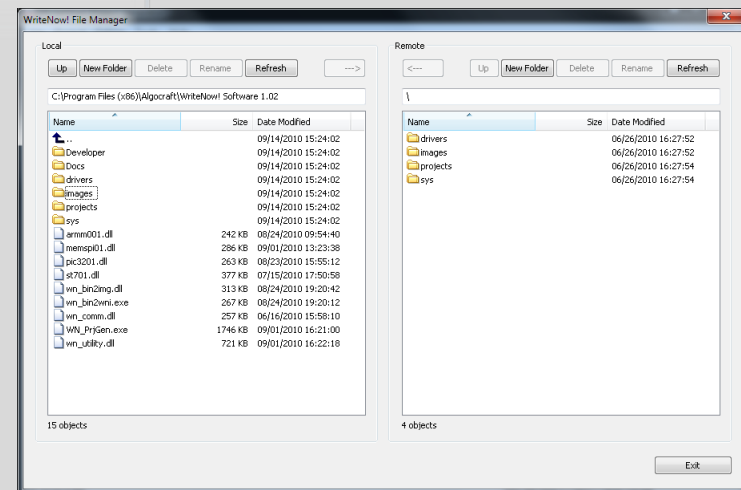 WriteNow! File Manager
Local
Up New Folder Delete Rename Refresh --->
C:\Program Files (x86)\Algocraft\WriteNow! Software 1.02
Name Size Date Modified
.. 09/14/2010 15:24:02
Developer 09/14/2010 15:24:02
Docs 09/14/2010 15:24:02
drivers 09/14/2010 15:24:02
images 09/14/2010 15:24:02
projects 09/14/2010 15:24:02
sys 09/14/2010 15:24:02
armm001.dll 242 KB 08/24/2010 09:54:40
memspi01.dll 286 KB 09/01/2010 13:23:38
pic3201.dll 263 KB 08/23/2010 15:55:12
st701.dll 377 KB 07/15/2010 17:50:58
wn_bin2img.dll 313 KB 08/24/2010 19:20:42
wn_bin2wni.exe 267 KB 08/24/2010 19:20:12
wn_comm.dll 257 KB 06/16/2010 15:58:10
WN_PrjGen.exe 1746 KB 09/01/2010 16:21:00
wn_utility.dll 721 KB 09/01/2010 16:22:18
15 objects
Remote
<--- Up New Folder Delete Rename Refresh
\
Name Size Date Modified
drivers 06/26/2010 16:27:52
images 06/26/2010 16:27:52
projects 06/26/2010 16:27:54
sys 06/26/2010 16:27:54
4 objects
Exit